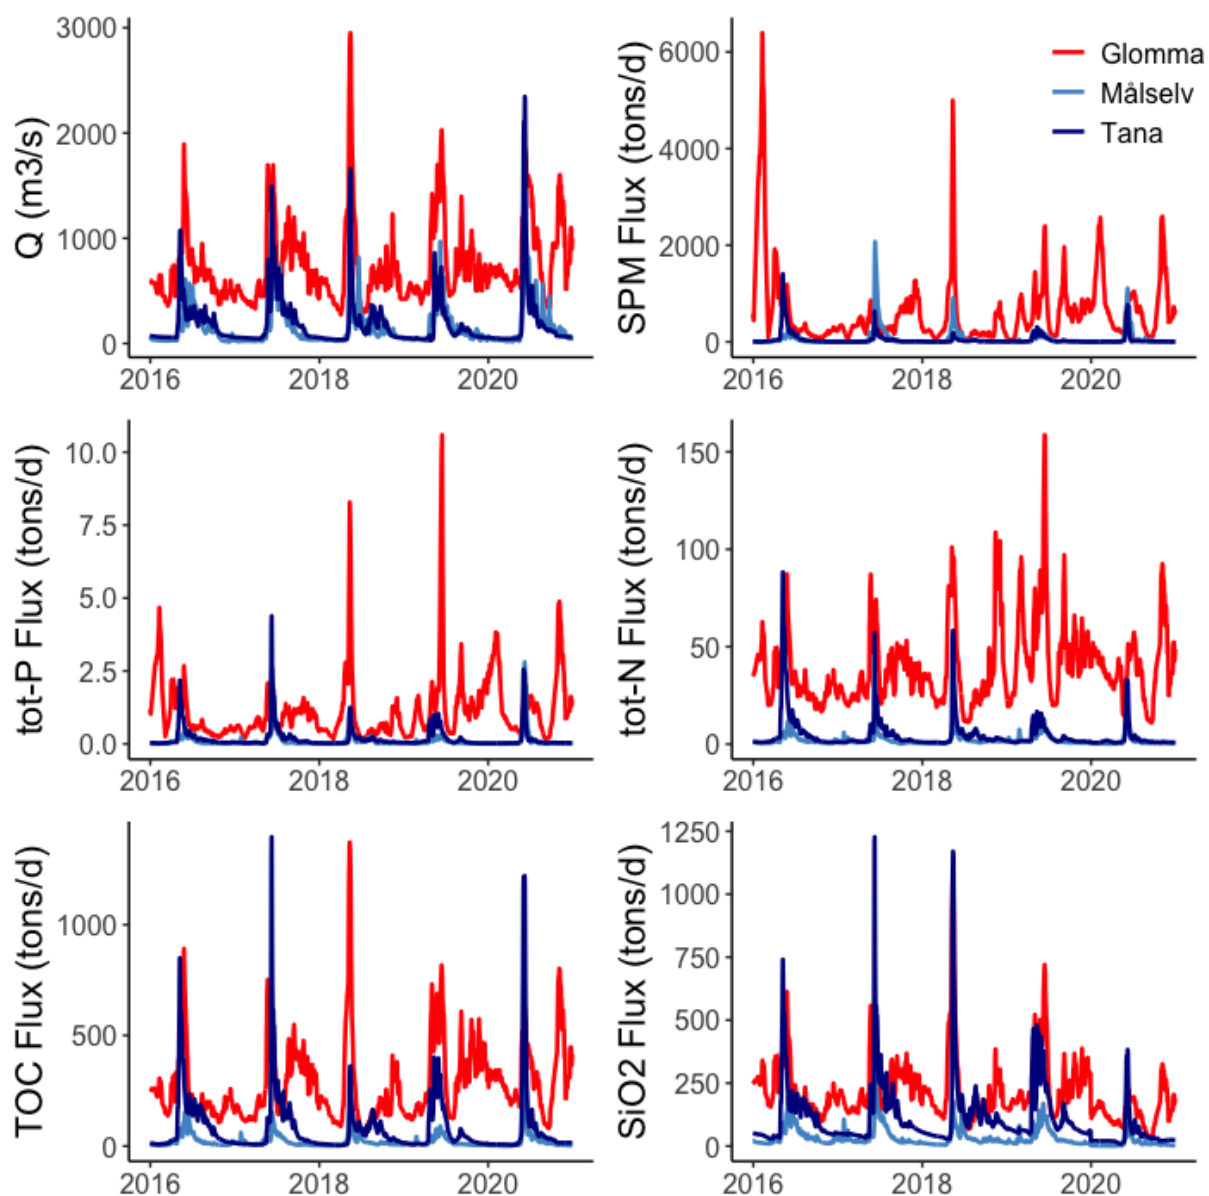 Q (m3/s)
3000
2000
1000
0
2016 2018 2020
SPM Flux (tons/d)
6000
4000
2000
0
2016 2018 2020
Glomma
Målselv
Tana
tot-P Flux (tons/d)
10.0
7.5
5.0
2.5
0.0
2016 2018 2020
tot-N Flux (tons/d)
150
100
50
0
2016 2018 2020
TOC Flux (tons/d)
1000
500
0
2016 2018 2020
SiO2 Flux (tons/d)
1250
1000
750
500
250
0
2016 2018 2020